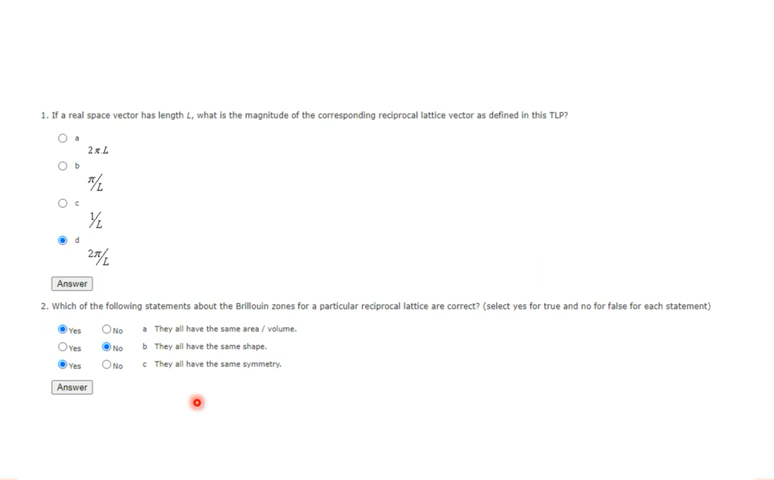 1. If a real space vector has length L, what is the magnitude of the corresponding reciprocal lattice vector as defined in this TLP?
a
2π.L
b
π/L
c
1/L
d
2π/L
Answer
2. Which of the following statements about the Brillouin zones for a particular reciprocal lattice are correct? (select yes for true and no for false for each statement)
Yes No a They all have the same area / volume.
Yes No b They all have the same shape.
Yes No c They all have the same symmetry.
Answer